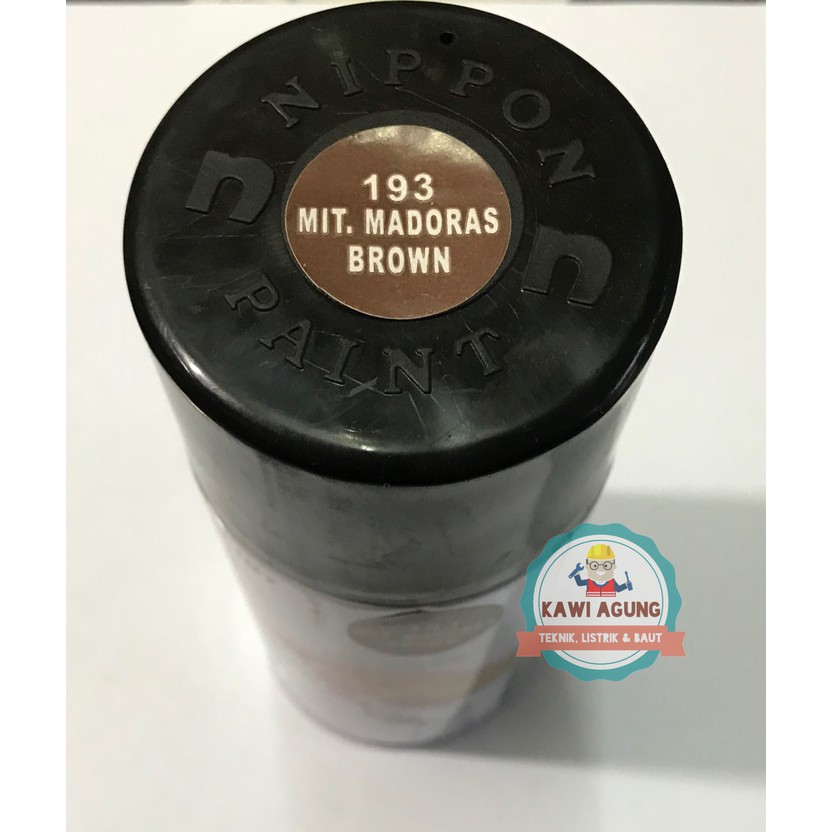 NIPPON
193
MIT. MADORAS
BROWN
PAINT
KAWI AGUNG
TEKNIK, LISTRIK & BAUT